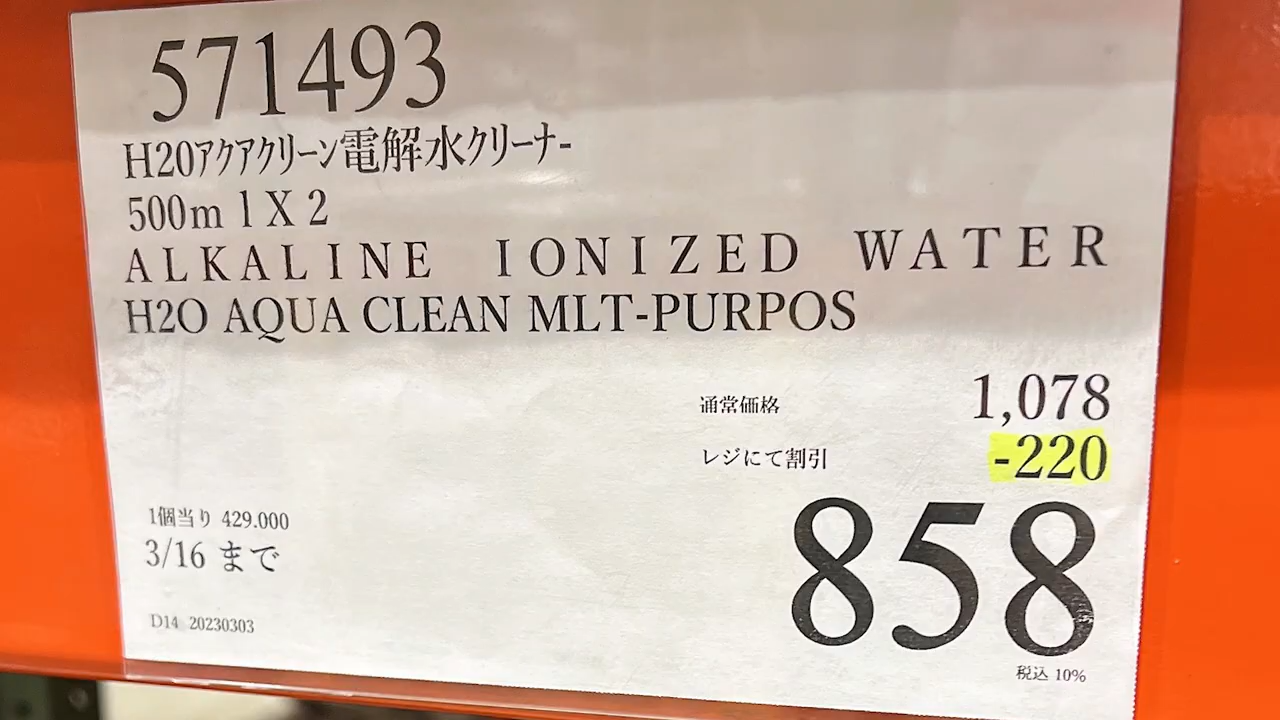 571493
H20アクアクリーン電解水クリーナ-
500m l X 2
ALKALINE IONIZED WATER
H2O AQUA CLEAN MLT-PURPOS
通常価格 1,078
レジにて割引 -220
858
1個当り 429.000
3/16 まで
D14 20230303
税込 10%